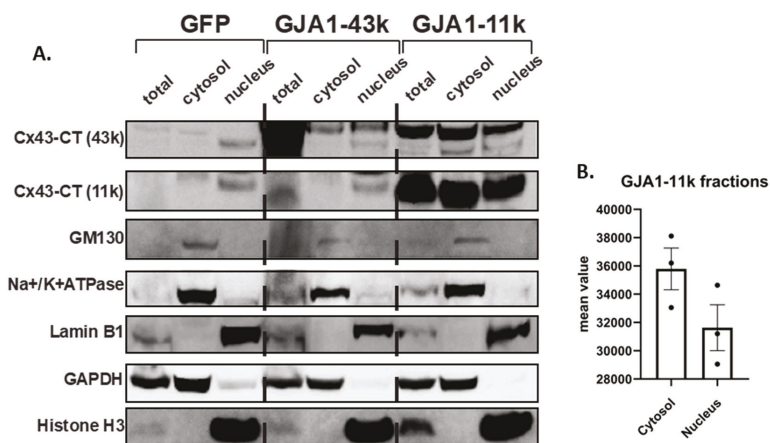 A.
GFP GJA1-43k GJA1-11k
total cytosol nucleus total cytosol nucleus total cytosol nucleus
Cx43-CT (43k)
Cx43-CT (11k)
GM130
Na+/K+ATPase
Lamin B1
GAPDH
Histone H3
B.
GJA1-11k fractions
mean value
40000
38000
36000
34000
32000
30000
28000
Cytosol Nucleus